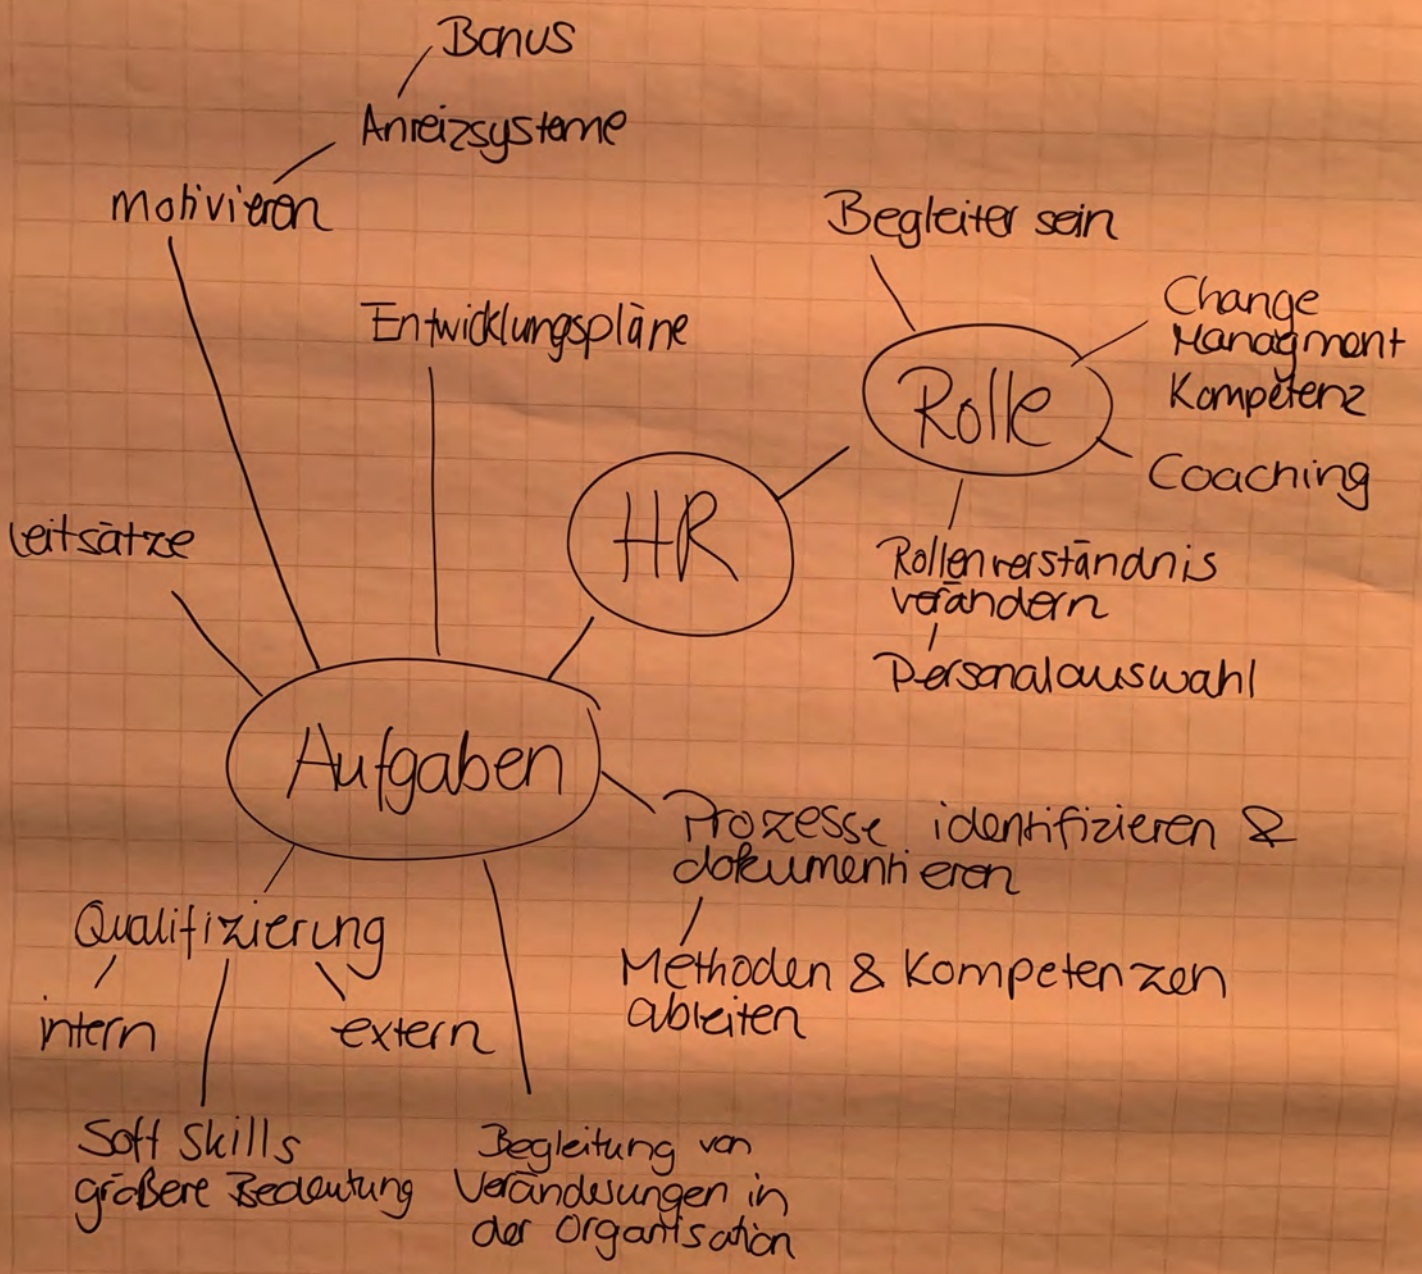 Bonus
Anreizsysteme
motivieren
Begleiter sein
Change
Managment
Kompetenz
Entwicklungspläne
Rolle
Coaching
HR
Leitsätze
Rollenverständnis
verändern
Personalauswahl
Aufgaben
Prozesse identifizieren &
dokumentieren
Qualifizierung
Methoden & Kompetenzen
ableiten
intern
extern
Soft Skills
größere Bedeutung
Begleitung von
Veränderungen in
der Organisation